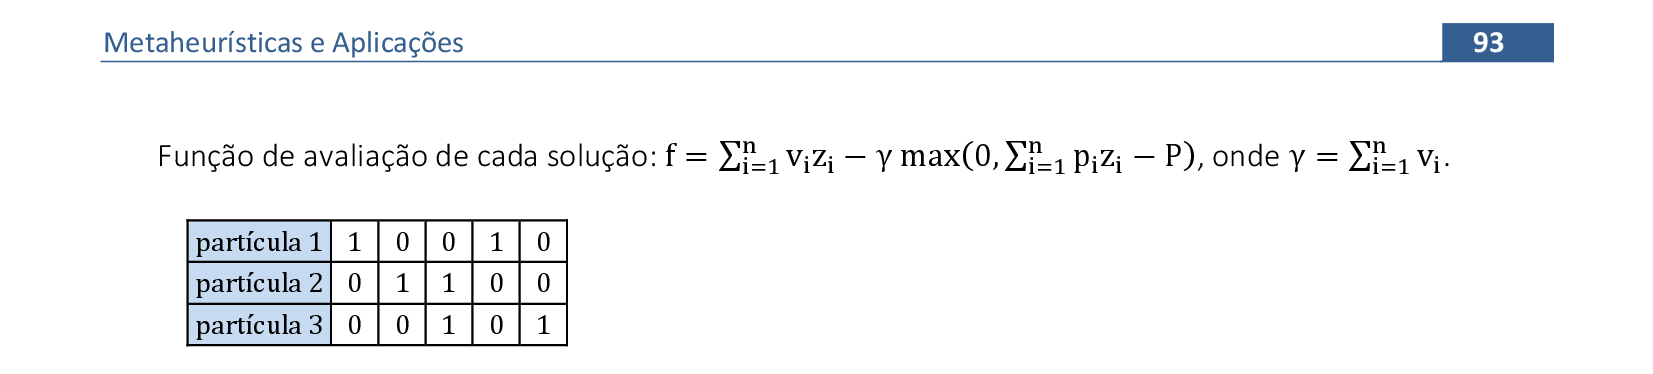 Metaheurísticas e Aplicações 93
Função de avaliação de cada solução: f = ∑ⁿᵢ₌₁ vᵢzᵢ − γ max(0, ∑ⁿᵢ₌₁ pᵢzᵢ − P), onde γ = ∑ⁿᵢ₌₁ vᵢ.
partícula 1 1 0 0 1 0
partícula 2 0 1 1 0 0
partícula 3 0 0 1 0 1